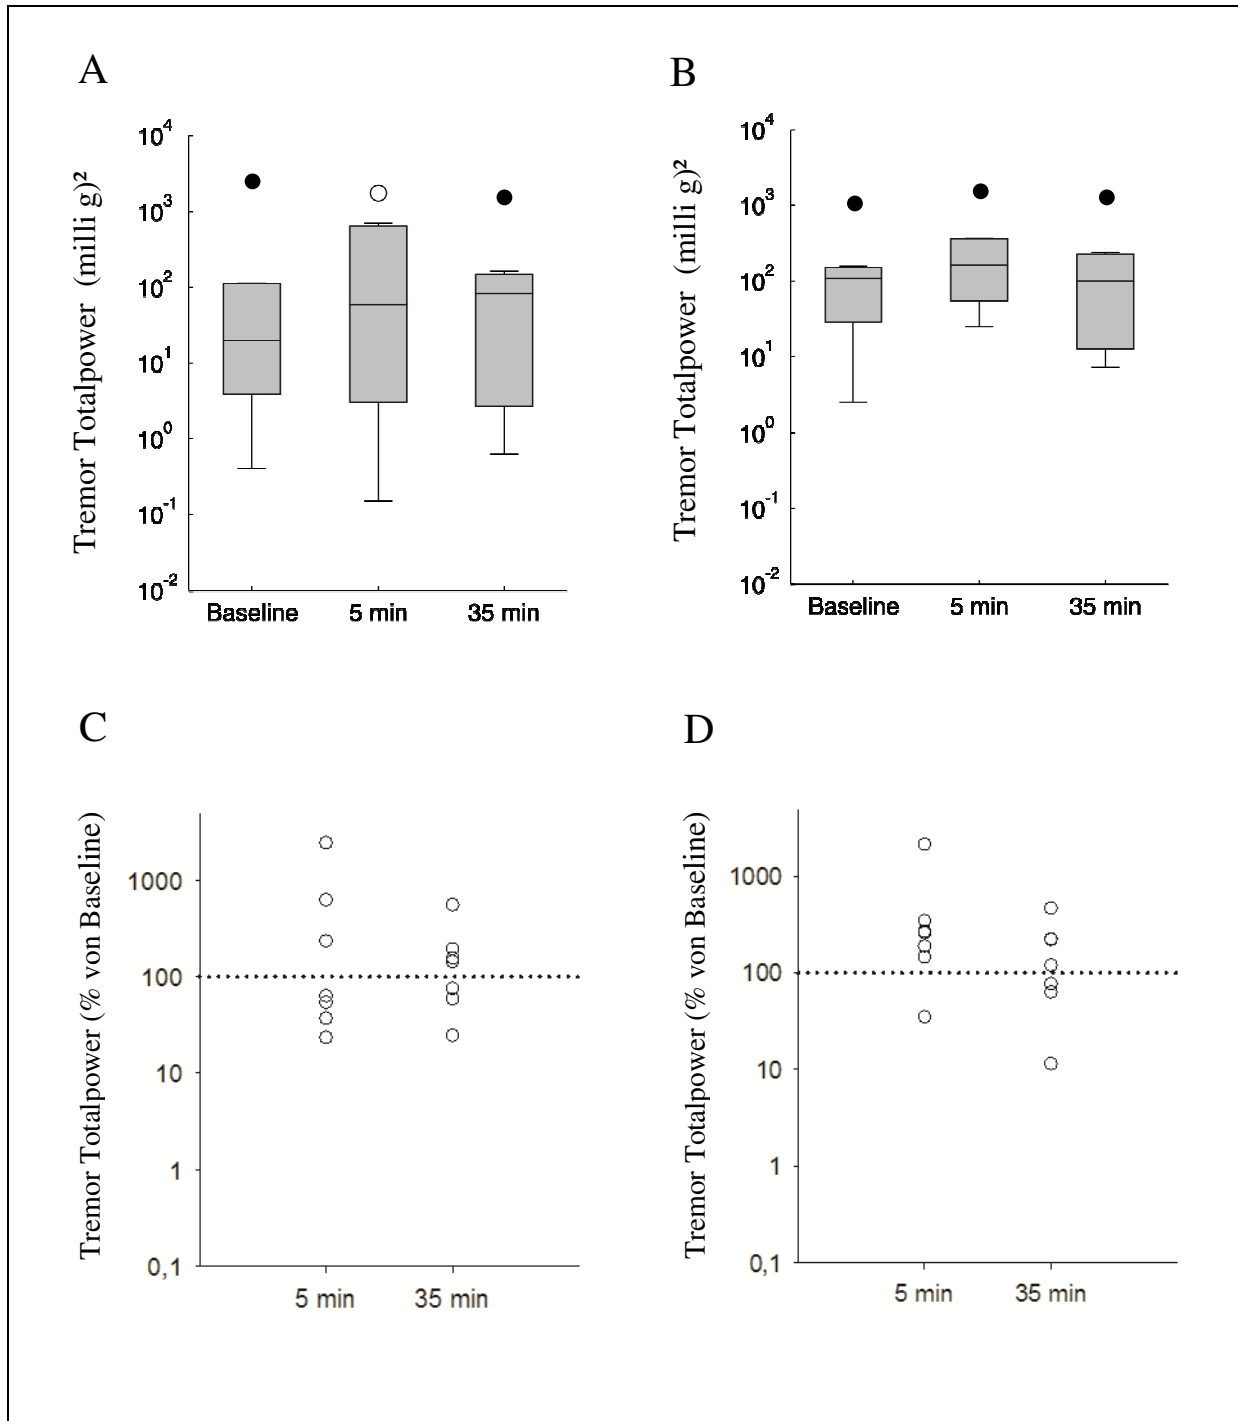 A
Tremor Totalpower (milli g)²
10⁴
10³
10²
10¹
10⁰
10⁻¹
10⁻²
Baseline 5 min 35 min
B
Tremor Totalpower (milli g)²
10⁴
10³
10²
10¹
10⁰
10⁻¹
10⁻²
Baseline 5 min 35 min
C
Tremor Totalpower (% von Baseline)
1000
100
10
1
0,1
5 min 35 min
D
Tremor Totalpower (% von Baseline)
1000
100
10
1
0,1
5 min 35 min